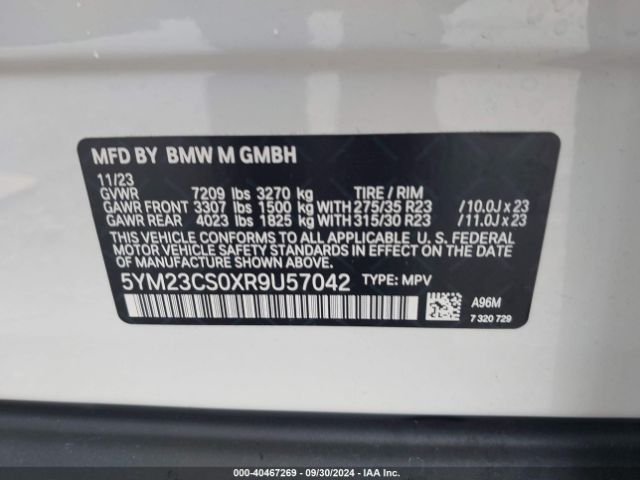 MFD BY BMW M GMBH
11/23
GVWR 7209 lbs 3270 kg TIRE / RIM
GAWR FRONT 3307 lbs 1500 kg WITH 275/35 R23 /10.0J x 23
GAWR REAR 4023 lbs 1825 kg WITH 315/30 R23 /11.0J x 23
THIS VEHICLE CONFORMS TO ALL APPLICABLE U. S. FEDERAL
MOTOR VEHICLE SAFETY STANDARDS IN EFFECT ON THE DATE
OF MANUFACTURE SHOWN ABOVE.
5YM23CS0XR9U57042 TYPE: MPV
A96M
7 320 729
000-40467269 - 09/30/2024 - IAA Inc.